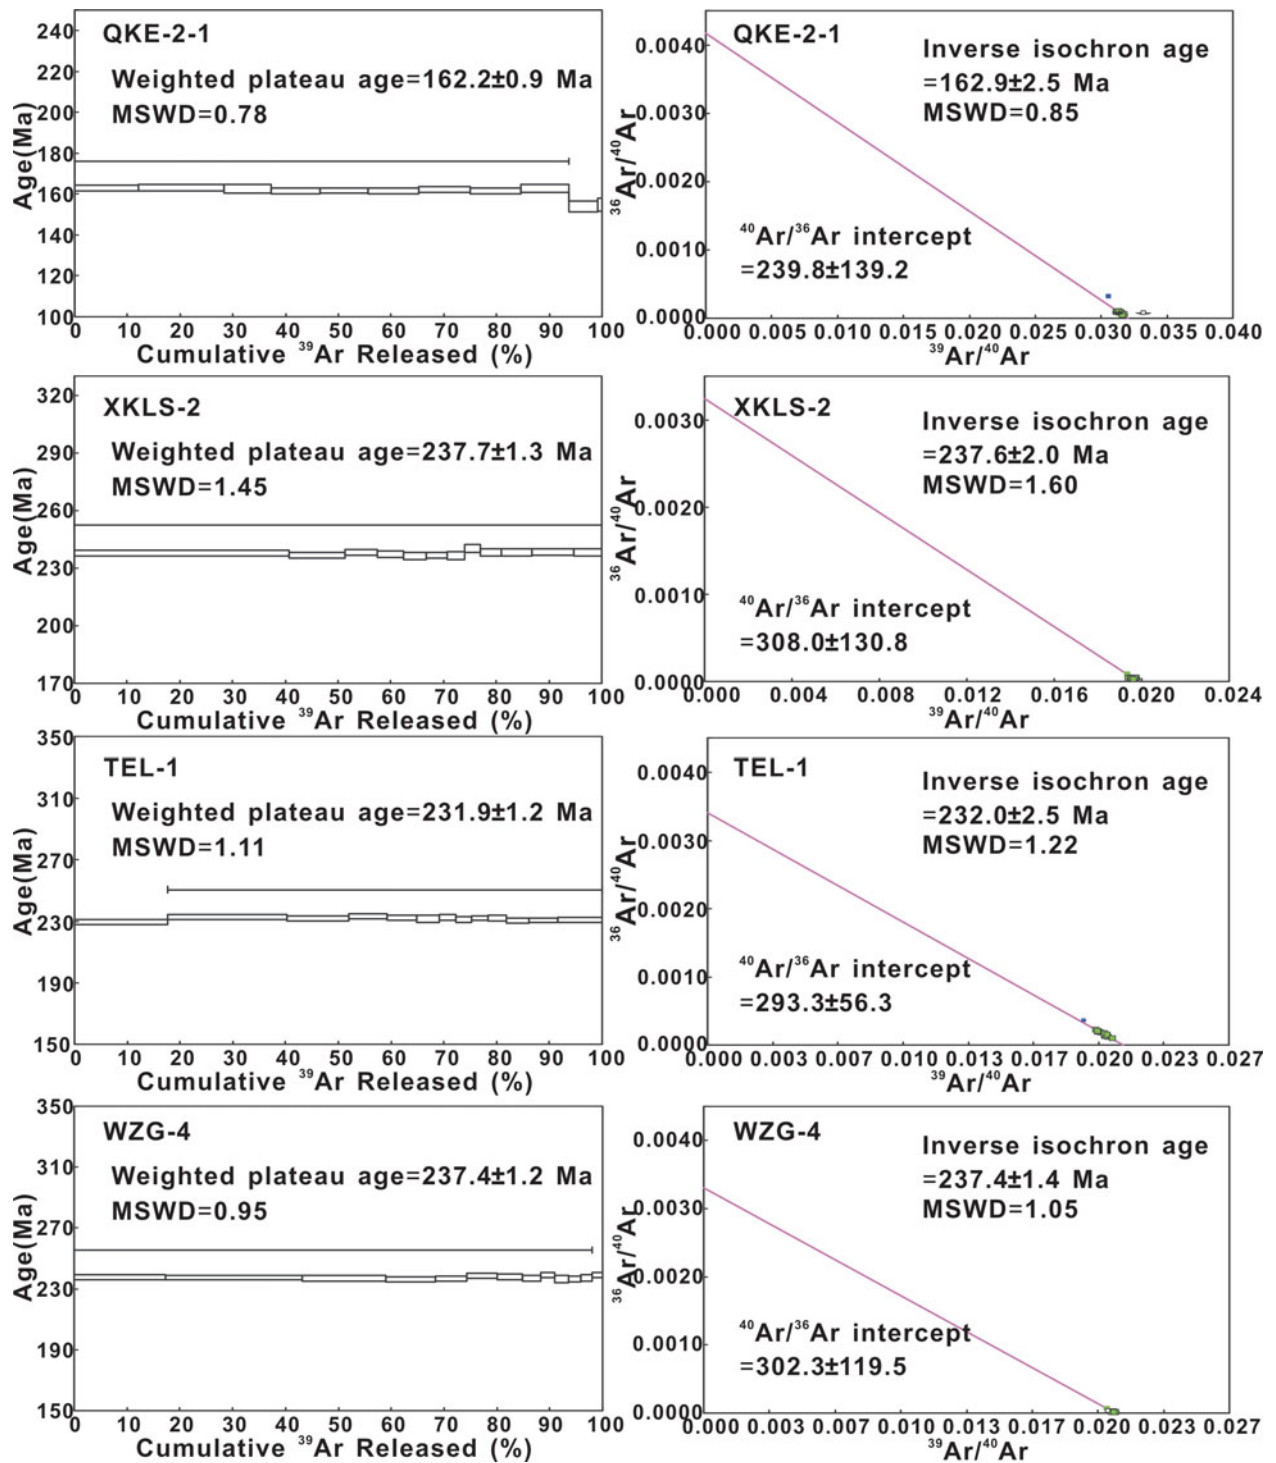 QKE-2-1
Weighted plateau age=162.2±0.9 Ma
MSWD=0.78
Age(Ma)
240
220
200
180
160
140
120
100
0 10 20 30 40 50 60 70 80 90 100
Cumulative ³⁹Ar Released (%)
QKE-2-1
Inverse isochron age
=162.9±2.5 Ma
MSWD=0.85
⁴⁰Ar/³⁶Ar intercept
=239.8±139.2
³⁶Ar/⁴⁰Ar
0.0040
0.0030
0.0020
0.0010
0.0000
0.000 0.005 0.010 0.015 0.020 0.025 0.030 0.035 0.040
³⁹Ar/⁴⁰Ar
XKLS-2
Weighted plateau age=237.7±1.3 Ma
MSWD=1.45
Age(Ma)
320
290
260
230
200
170
0 10 20 30 40 50 60 70 80 90 100
Cumulative ³⁹Ar Released (%)
XKLS-2
Inverse isochron age
=237.6±2.0 Ma
MSWD=1.60
⁴⁰Ar/³⁶Ar intercept
=308.0±130.8
³⁶Ar/⁴⁰Ar
0.0030
0.0020
0.0010
0.0000
0.000 0.004 0.008 0.012 0.016 0.020 0.024
³⁹Ar/⁴⁰Ar
TEL-1
Weighted plateau age=231.9±1.2 Ma
MSWD=1.11
Age(Ma)
350
310
270
230
190
150
0 10 20 30 40 50 60 70 80 90 100
Cumulative ³⁹Ar Released (%)
TEL-1
Inverse isochron age
=232.0±2.5 Ma
MSWD=1.22
⁴⁰Ar/³⁶Ar intercept
=293.3±56.3
³⁶Ar/⁴⁰Ar
0.0040
0.0030
0.0020
0.0010
0.0000
0.000 0.003 0.007 0.010 0.013 0.017 0.020 0.023 0.027
³⁹Ar/⁴⁰Ar
WZG-4
Weighted plateau age=237.4±1.2 Ma
MSWD=0.95
Age(Ma)
350
310
270
230
190
150
0 10 20 30 40 50 60 70 80 90 100
Cumulative ³⁹Ar Released (%)
WZG-4
Inverse isochron age
=237.4±1.4 Ma
MSWD=1.05
⁴⁰Ar/³⁶Ar intercept
=302.3±119.5
³⁶Ar/⁴⁰Ar
0.0040
0.0030
0.0020
0.0010
0.0000
0.000 0.003 0.007 0.010 0.013 0.017 0.020 0.023 0.027
³⁹Ar/⁴⁰Ar